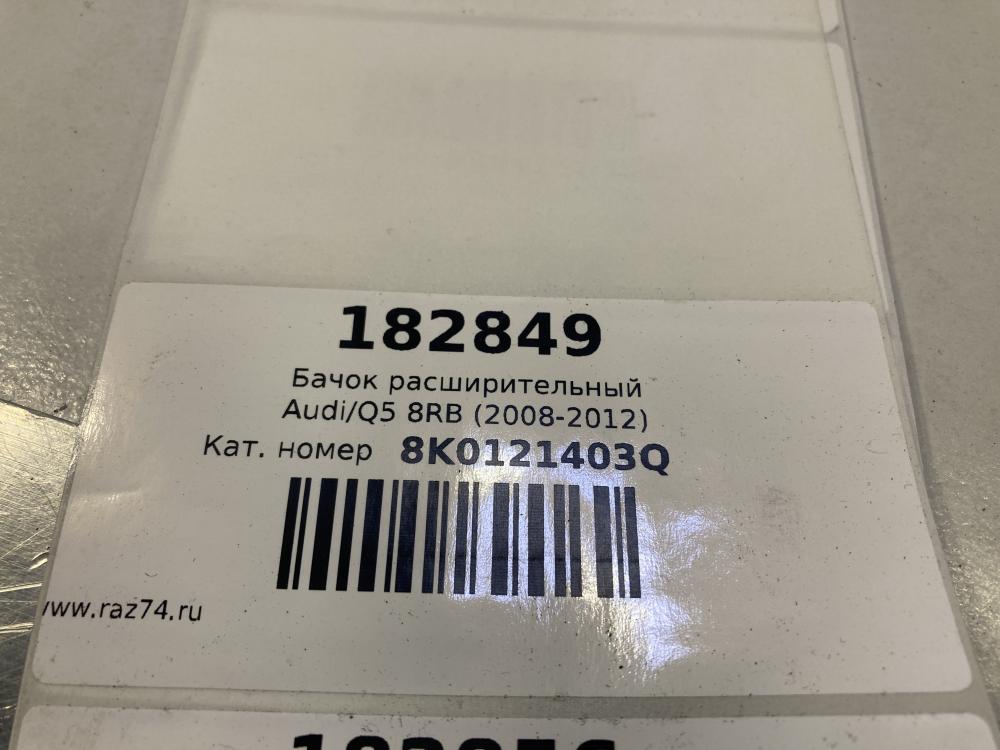 182849
Бачок расширительный
Audi/Q5 8RB (2008-2012)
Кат. номер 8K0121403Q
www.raz74.ru